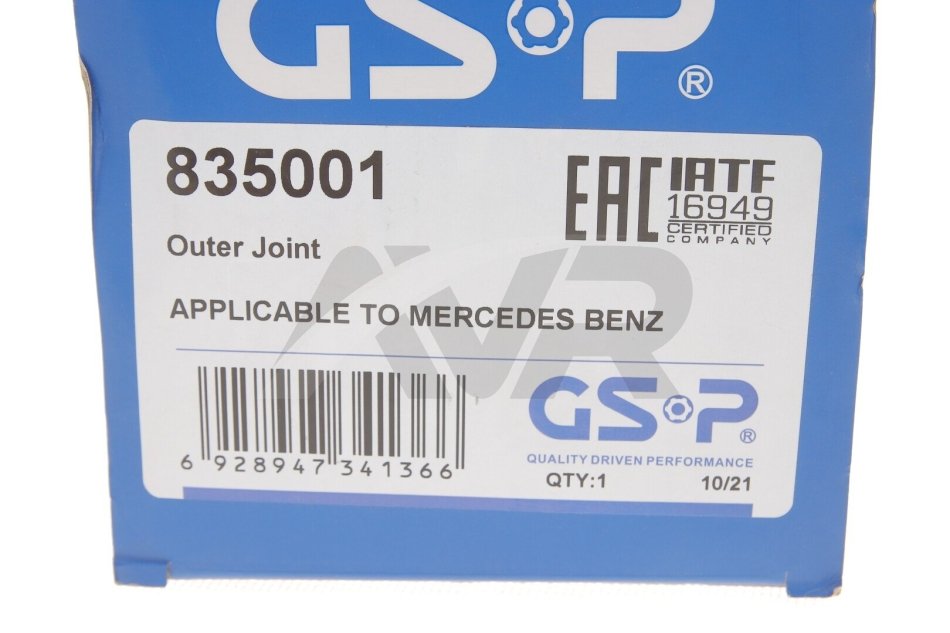 GSP®
835001
EAC
IATF
16949
CERTIFIED
COMPANY
Outer Joint
AVR
APPLICABLE TO MERCEDES BENZ
GSP®
6 928947 341366
QUALITY DRIVEN PERFORMANCE
QTY:1 10/21